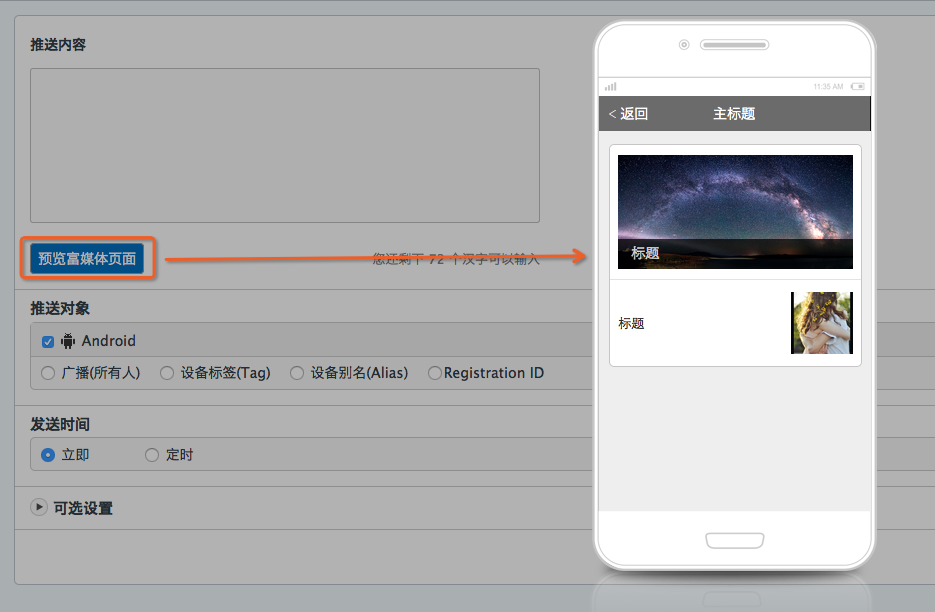 推送内容
预览富媒体页面
您还剩下 72 个汉字可以输入
推送对象
Android
广播(所有人) 设备标签(Tag) 设备别名(Alias) Registration ID
发送时间
立即 定时
可选设置
11:35 AM
< 返回 主标题
标题
标题